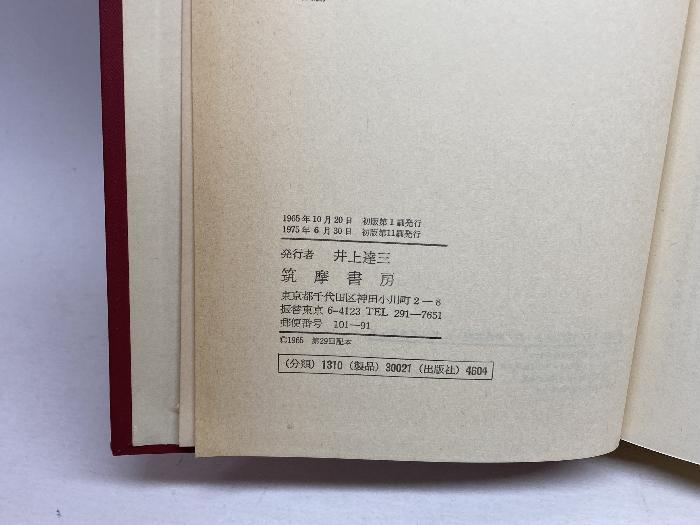 1965年10月20日 初版第1刷発行
1975年6月30日 初版第11刷発行
発行者 井上達三
筑摩書房
東京都千代田区神田小川町2―8
振替東京6-4123 TEL 291―7651
郵便番号 101―91
©1965 第29回配本
(分類) 1310 (製品) 30021 (出版社) 4604